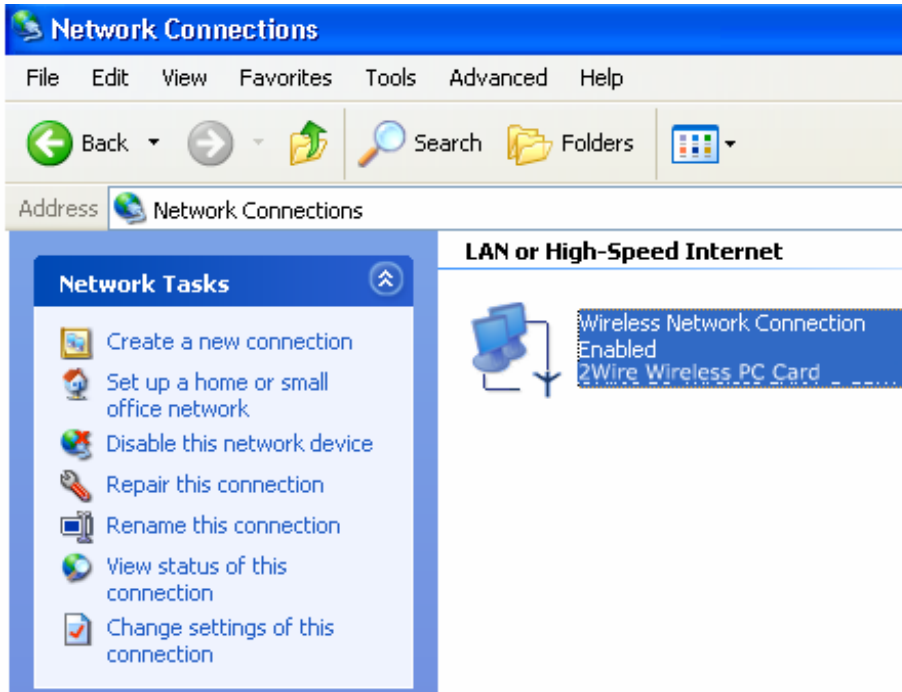 Network Connections
File Edit View Favorites Tools Advanced Help
Back Search Folders
Address Network Connections
Network Tasks
Create a new connection
Set up a home or small
office network
Disable this network device
Repair this connection
Rename this connection
View status of this
connection
Change settings of this
connection
LAN or High-Speed Internet
Wireless Network Connection
Enabled
2Wire Wireless PC Card